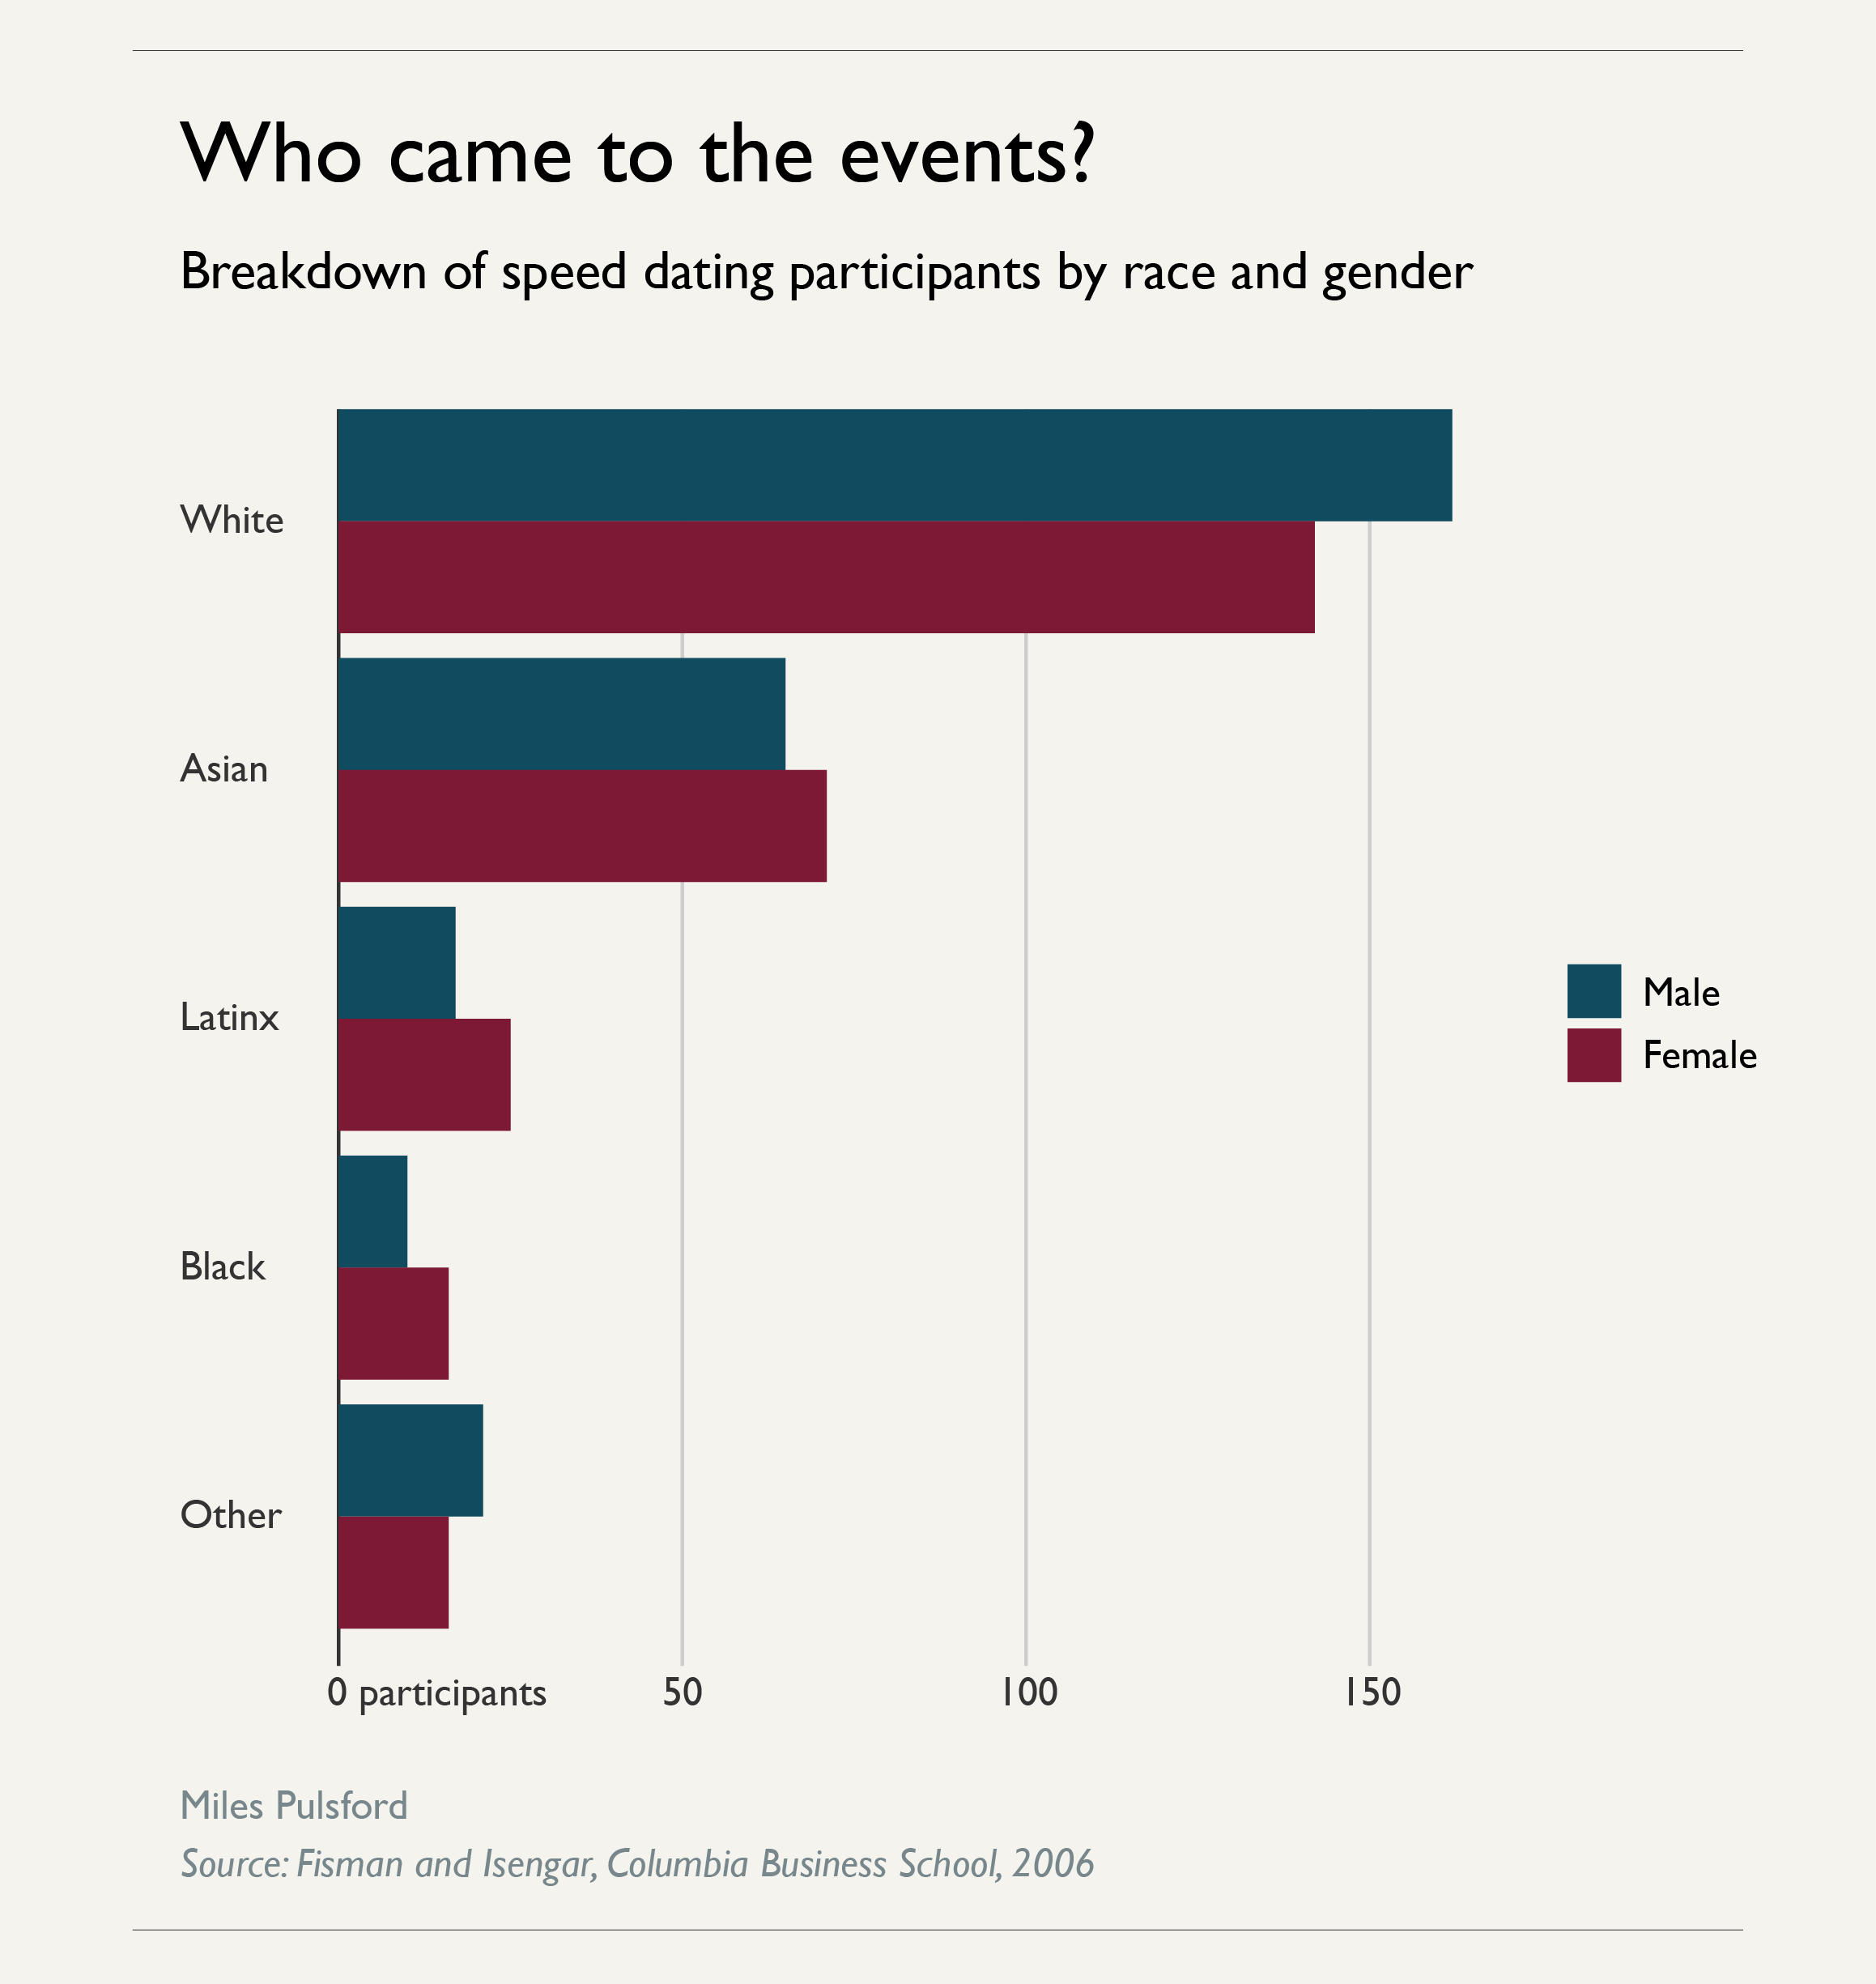 Who came to the events?
Breakdown of speed dating participants by race and gender
White
Asian
Latinx
Black
Other
Male
Female
0 participants 50 100 150
Miles Pulsford
Source: Fisman and Isengar, Columbia Business School, 2006